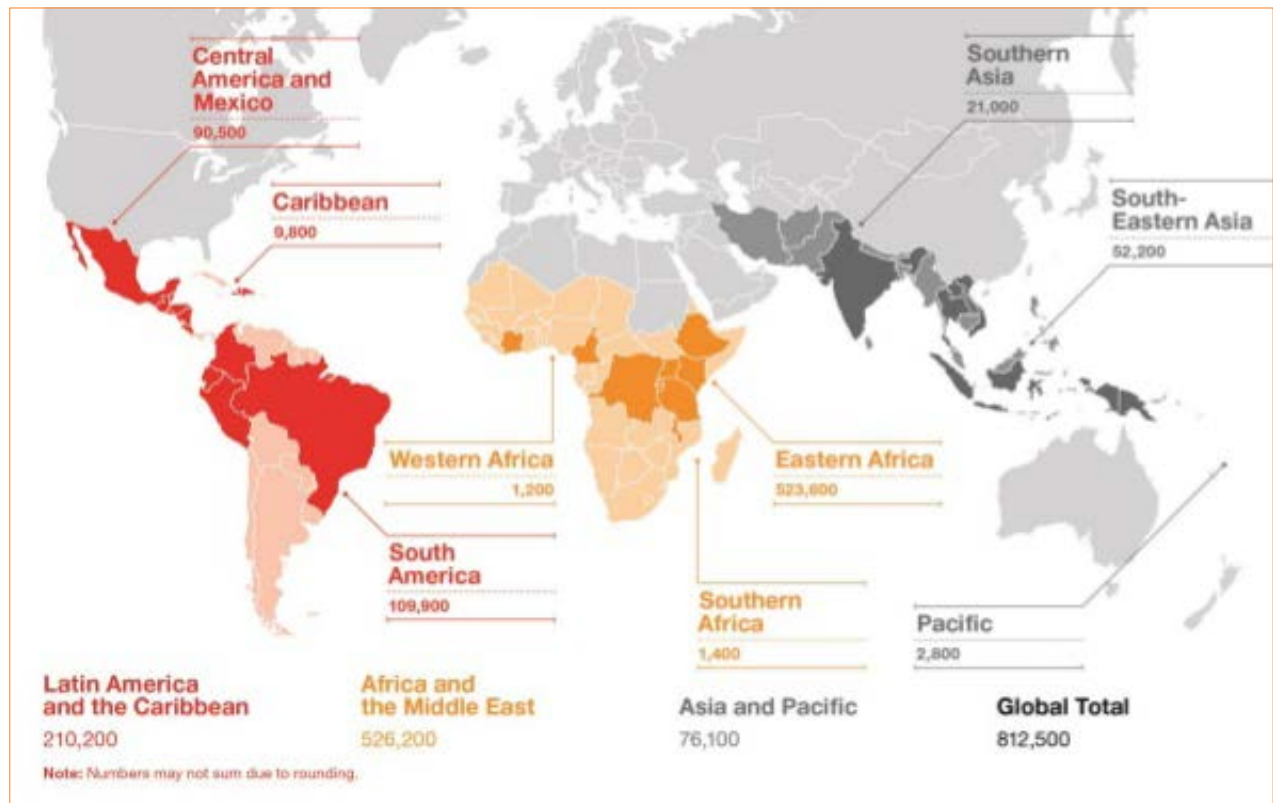 Central
America and
Mexico
90,500
Caribbean
9,800
Southern
Asia
21,000
South-
Eastern Asia
52,200
Western Africa
1,200
Eastern Africa
523,600
South
America
109,900
Southern
Africa
1,400
Pacific
2,800
Latin America
and the Caribbean
210,200
Africa and
the Middle East
526,200
Asia and Pacific
76,100
Global Total
812,500
Note: Numbers may not sum due to rounding.